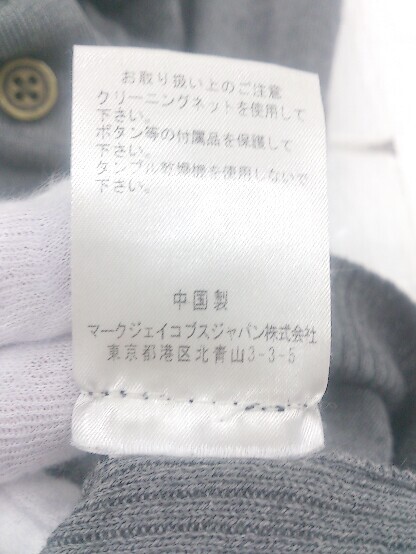 お取り扱い上のご注意
クリーニングネットを使用して
下さい。
ボタン等の付属品を保護して
下さい。
タンブル乾燥機を使用しないで
下さい。
中国製
マークジェイコブスジャパン株式会社
東京都港区北青山3-3-5